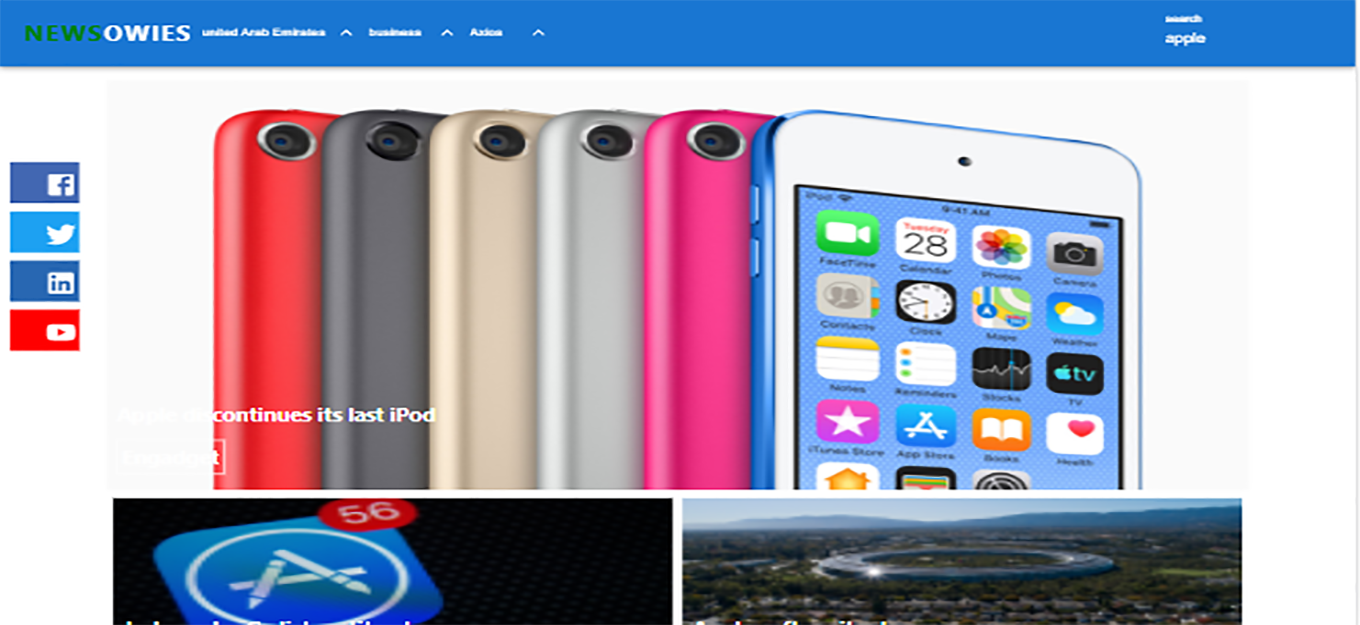 NEWSOWIES united Arab Emirates business Axios
search
apple
iPod 9:41 AM
Tuesday
28
FaceTime Calendar Photos Camera
Contacts Clock Maps Weather
tv
Notes Reminders Stocks TV
iTunes Store App Store Books Health
Apple discontinues its last iPod
Engadget
56